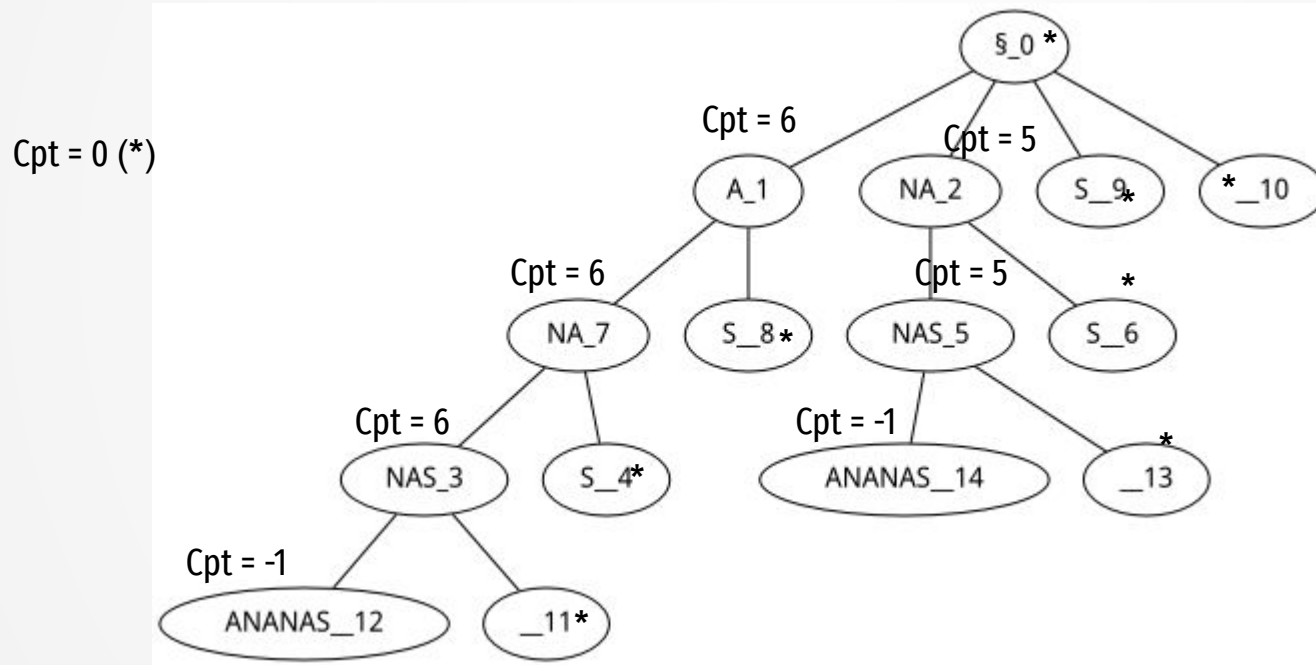 §_0 *
Cpt = 6
Cpt = 5
Cpt = 0 (*)
A_1
NA_2
S__9*
*__10
Cpt = 6
Cpt = 5
*
NA_7
S__8*
NAS_5
S__6
Cpt = 6
Cpt = -1
*
NAS_3
S__4*
ANANAS__14
__13
Cpt = -1
ANANAS__12
__11*